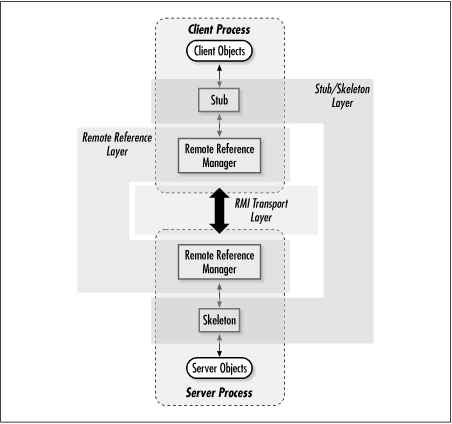 Client Process
Client Objects
Stub/Skeleton
Layer
Stub
Remote Reference
Layer
Remote Reference
Manager
RMI Transport
Layer
Remote Reference
Manager
Skeleton
Server Objects
Server Process